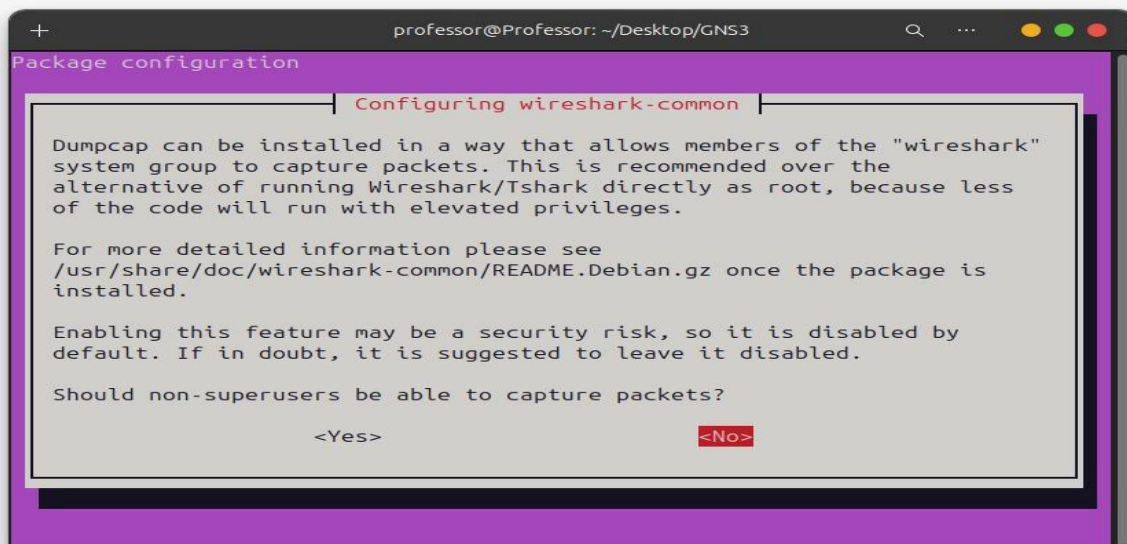 professor@Professor: ~/Desktop/GNS3
Package configuration
Configuring wireshark-common
Dumpcap can be installed in a way that allows members of the "wireshark"
system group to capture packets. This is recommended over the
alternative of running Wireshark/Tshark directly as root, because less
of the code will run with elevated privileges.
For more detailed information please see
/usr/share/doc/wireshark-common/README.Debian.gz once the package is
installed.
Enabling this feature may be a security risk, so it is disabled by
default. If in doubt, it is suggested to leave it disabled.
Should non-superusers be able to capture packets?
<Yes> <No>